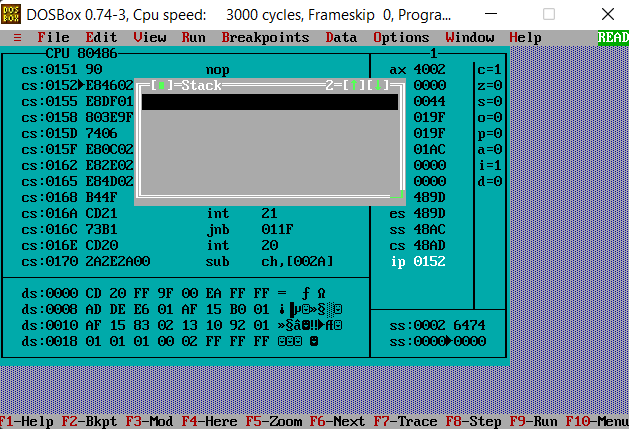 DOSBox 0.74-3, Cpu speed: 3000 cycles, Frameskip 0, Progra...
≡ File Edit View Run Breakpoints Data Options Window Help READ
CPU 80486 1
cs:0151 90 nop ax 4002 c=1
cs:0152►E84602 0000 z=0
cs:0155 E8DF01 0044 s=0
cs:0158 803E9F 019F o=0
cs:015D 7406 019F p=0
cs:015F E80C02 01AC a=0
cs:0162 E82E02 0000 i=1
cs:0165 E84D02 0000 d=0
cs:0168 B44F 489D
cs:016A CD21 int 21 es 489D
cs:016C 73B1 jnb 011F ss 48AC
cs:016E CD20 int 20 cs 48AD
cs:0170 2A2E2A00 sub ch,[002A] ip 0152
[■]=Stack 2=[↑][↓]
ds:0000 CD 20 FF 9F 00 EA FF FF = ƒ Ω
ds:0008 AD DE E6 01 AF 15 B0 01
ds:0010 AF 15 83 02 13 10 92 01
ds:0018 01 01 01 00 02 FF FF FF
ss:0002 6474
ss:0000►0000
F1-Help F2-Bkpt F3-Mod F4-Here F5-Zoom F6-Next F7-Trace F8-Step F9-Run F10-Menu